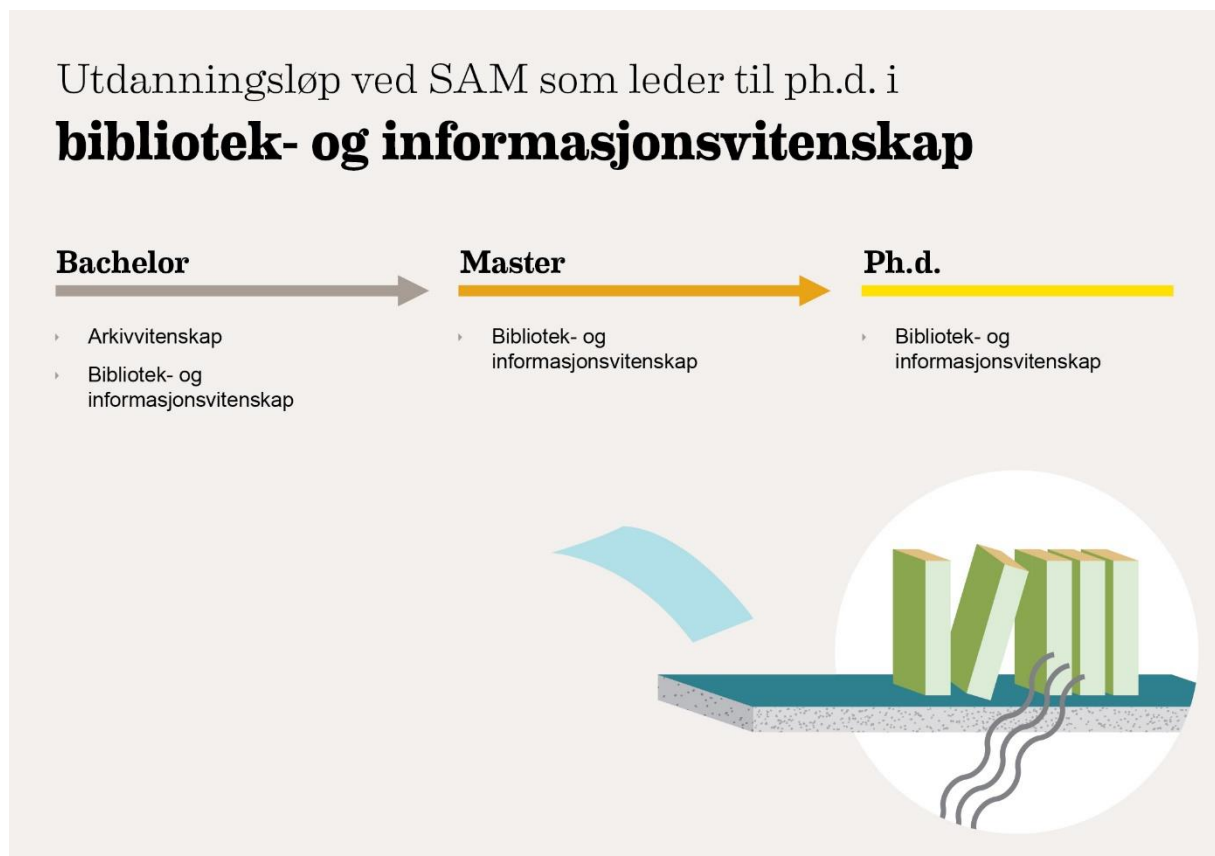 Utdanningsløp ved SAM som leder til ph.d. i
bibliotek- og informasjonsvitenskap
Bachelor
Arkivvitenskap
Bibliotek- og
informasjonsvitenskap
Master
Bibliotek- og
informasjonsvitenskap
Ph.d.
Bibliotek- og
informasjonsvitenskap